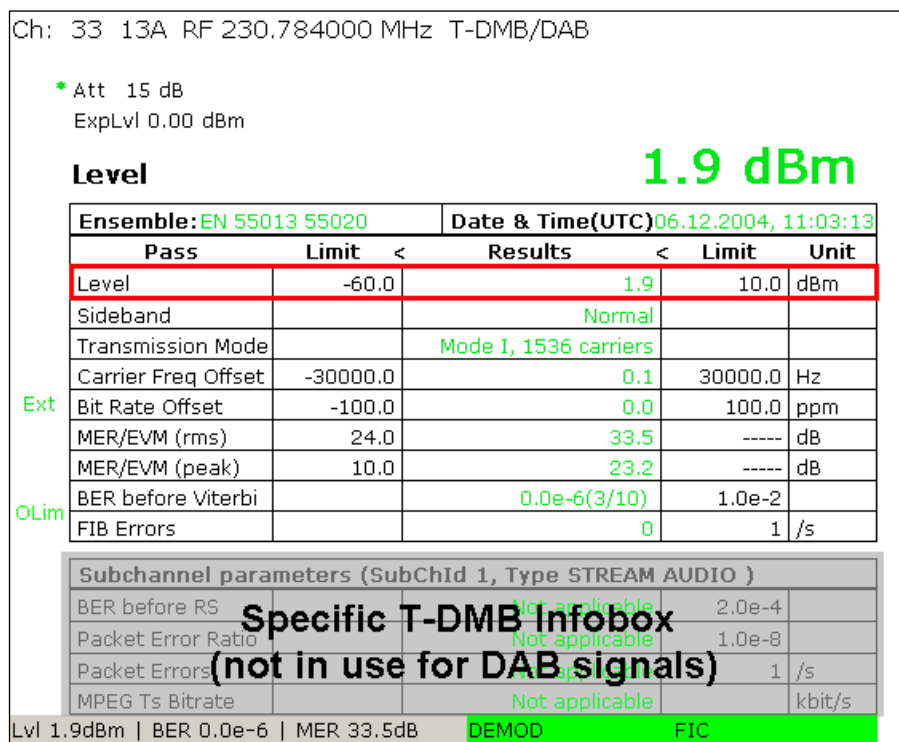 Ch: 33 13A RF 230.784000 MHz T-DMB/DAB
* Att 15 dB
ExpLvl 0.00 dBm
Level 1.9 dBm
Ensemble: EN 55013 55020 Date & Time(UTC) 06.12.2004, 11:03:13
Pass Limit < Results < Limit Unit
Level -60.0 1.9 10.0 dBm
Sideband Normal
Transmission Mode Mode I, 1536 carriers
Carrier Freq Offset -30000.0 0.1 30000.0 Hz
Ext Bit Rate Offset -100.0 0.0 100.0 ppm
MER/EVM (rms) 24.0 33.5 ----- dB
MER/EVM (peak) 10.0 23.2 ----- dB
BER before Viterbi 0.0e-6(3/10) 1.0e-2
OLim
FIB Errors 0 1 /s
Subchannel parameters (SubChId 1, Type STREAM AUDIO )
BER before RS Not applicable 2.0e-4
Specific T-DMB Infobox
Packet Error Ratio Not applicable 1.0e-8
(not in use for DAB signals)
Packet Errors 1 /s
MPEG Ts Bitrate Not applicable kbit/s
Lvl 1.9dBm | BER 0.0e-6 | MER 33.5dB DEMOD FIC